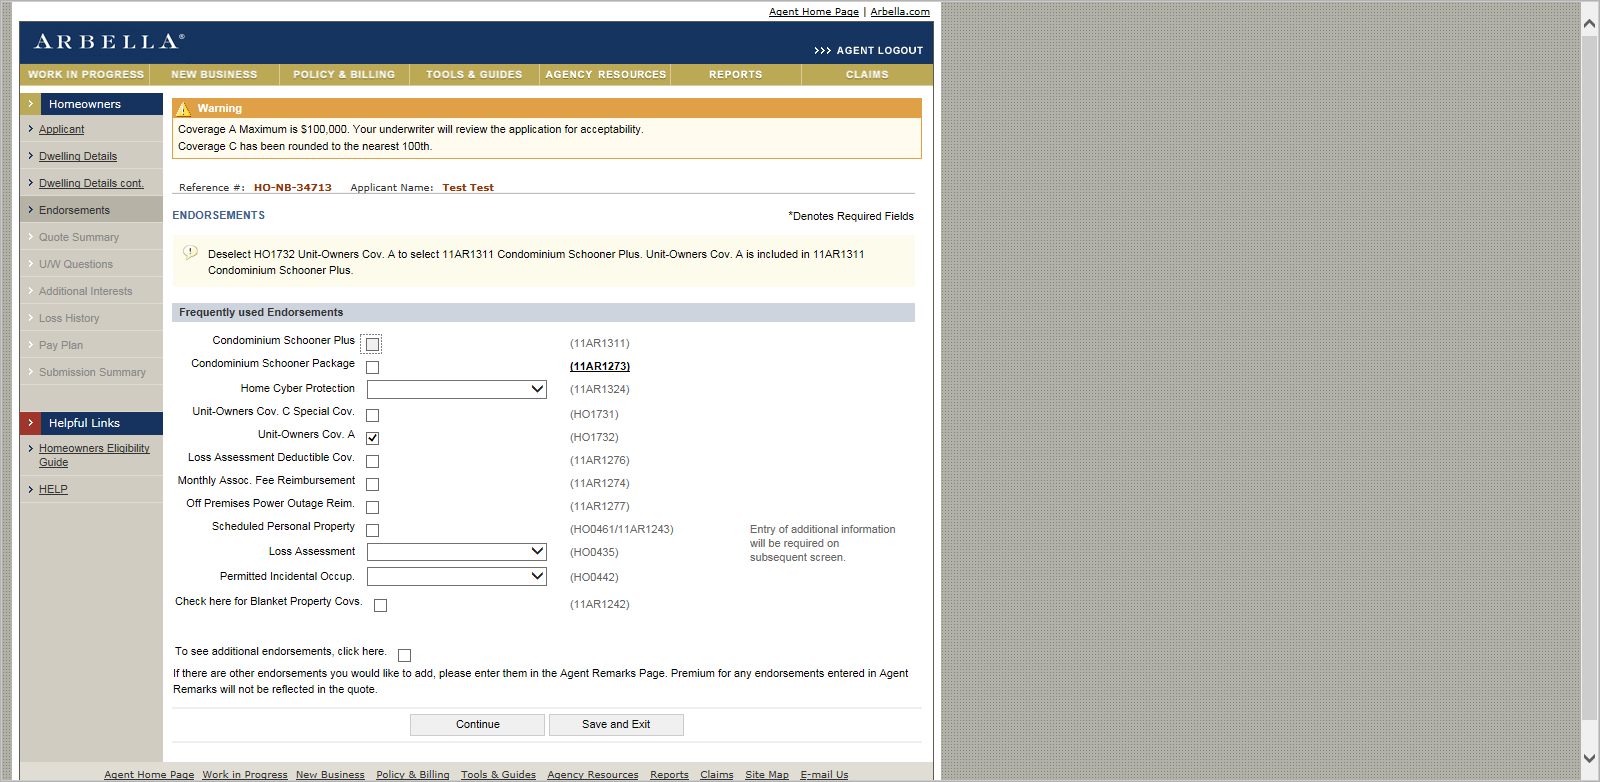 Agent Home Page | Arbella.com
ARBELLA®
>>> AGENT LOGOUT
WORK IN PROGRESS NEW BUSINESS POLICY & BILLING TOOLS & GUIDES AGENCY RESOURCES REPORTS CLAIMS
Homeowners
Applicant
Dwelling Details
Dwelling Details cont.
Endorsements
Quote Summary
U/W Questions
Additional Interests
Loss History
Pay Plan
Submission Summary
Helpful Links
Homeowners Eligibility
Guide
HELP
Warning
Coverage A Maximum is $100,000. Your underwriter will review the application for acceptability.
Coverage C has been rounded to the nearest 100th.
Reference #: HO-NB-34713 Applicant Name: Test Test
ENDORSEMENTS
*Denotes Required Fields
Deselect HO1732 Unit-Owners Cov. A to select 11AR1311 Condominium Schooner Plus. Unit-Owners Cov. A is included in 11AR1311
Condominium Schooner Plus.
Frequently used Endorsements
Condominium Schooner Plus (11AR1311)
Condominium Schooner Package (11AR1273)
Home Cyber Protection (11AR1324)
Unit-Owners Cov. C Special Cov. (HO1731)
Unit-Owners Cov. A (HO1732)
Loss Assessment Deductible Cov. (11AR1276)
Monthly Assoc. Fee Reimbursement (11AR1274)
Off Premises Power Outage Reim. (11AR1277)
Scheduled Personal Property (HO0461/11AR1243)
Entry of additional information
will be required on
subsequent screen.
Loss Assessment (HO0435)
Permitted Incidental Occup. (HO0442)
Check here for Blanket Property Covs. (11AR1242)
To see additional endorsements, click here.
If there are other endorsements you would like to add, please enter them in the Agent Remarks Page. Premium for any endorsements entered in Agent
Remarks will not be reflected in the quote.
Continue Save and Exit
Agent Home Page Work in Progress New Business Policy & Billing Tools & Guides Agency Resources Reports Claims Site Map E-mail Us